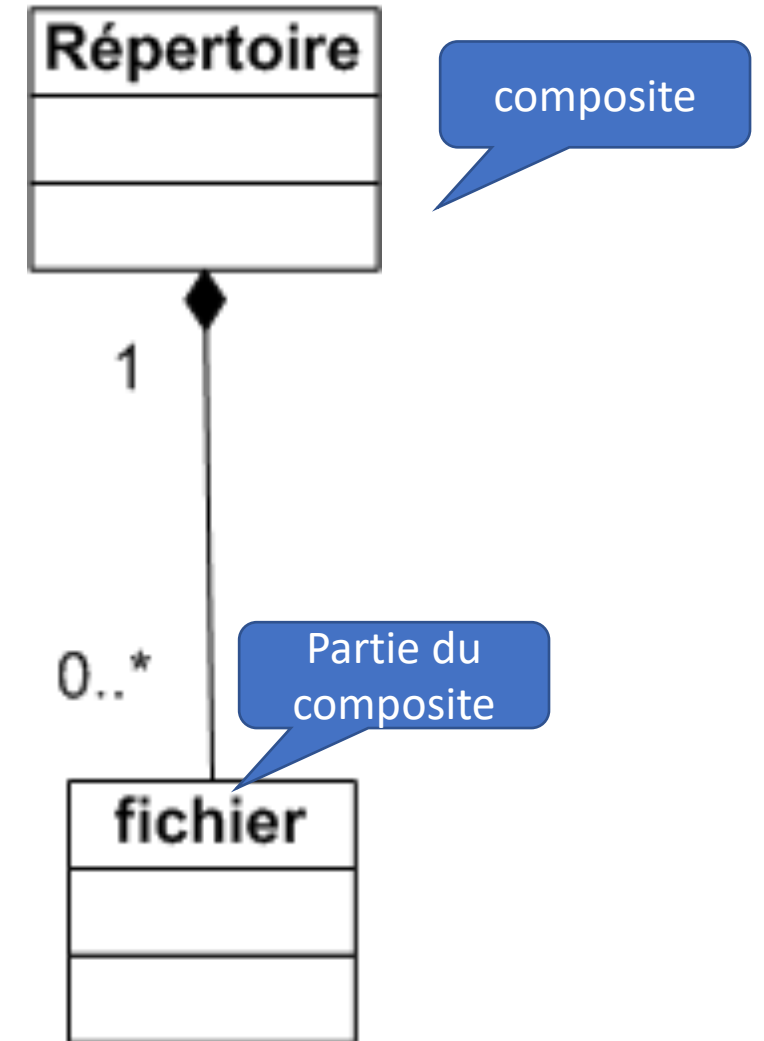 Répertoire
composite
1
0..*
Partie du
composite
fichier